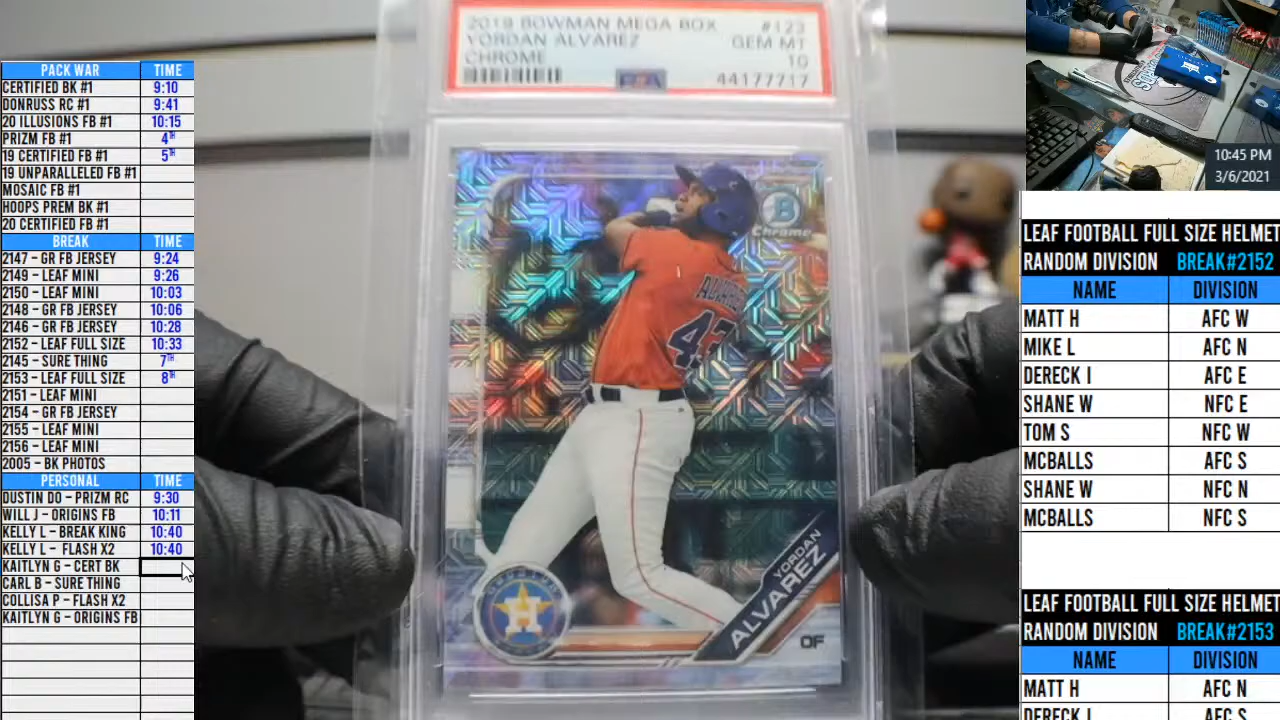 PACK WAR TIME
CERTIFIED BK #1 9:10
DONRUSS RC #1 9:41
20 ILLUSIONS FB #1 10:15
PRIZM FB #1 4TH
19 CERTIFIED FB #1 5TH
19 UNPARALLELED FB #1
MOSAIC FB #1
HOOPS PREM BK #1
20 CERTIFIED FB #1
BREAK TIME
2147 - GR FB JERSEY 9:24
2149 - LEAF MINI 9:26
2150 - LEAF MINI 10:03
2148 - GR FB JERSEY 10:06
2146 - GR FB JERSEY 10:28
2152 - LEAF FULL SIZE 10:33
2145 - SURE THING 7TH
2153 - LEAF FULL SIZE 8TH
2151 - LEAF MINI
2154 - GR FB JERSEY
2155 - LEAF MINI
2156 - LEAF MINI
2005 - BK PHOTOS
PERSONAL TIME
DUSTIN DO - PRIZM RC 9:30
WILL J - ORIGINS FB 10:11
KELLY L - BREAK KING 10:40
KELLY L - FLASH X2 10:40
KAITLYN G - CERT BK
CARL B - SURE THING
COLLISA P - FLASH X2
KAITLYN G - ORIGINS FB
2019 BOWMAN MEGA BOX #123
YORDAN ALVAREZ GEM MT
CHROME 10
PSA 44177717
B
Chrome
ALVAREZ
43
HOUSTON
YORDAN
ALVAREZ
OF
10:45 PM
3/6/2021
LEAF FOOTBALL FULL SIZE HELMET
RANDOM DIVISION BREAK#2152
NAME DIVISION
MATT H AFC W
MIKE L AFC N
DERECK I AFC E
SHANE W NFC E
TOM S NFC W
MCBALLS AFC S
SHANE W NFC N
MCBALLS NFC S
LEAF FOOTBALL FULL SIZE HELMET
RANDOM DIVISION BREAK#2153
NAME DIVISION
MATT H AFC N
DERECK I AFC S